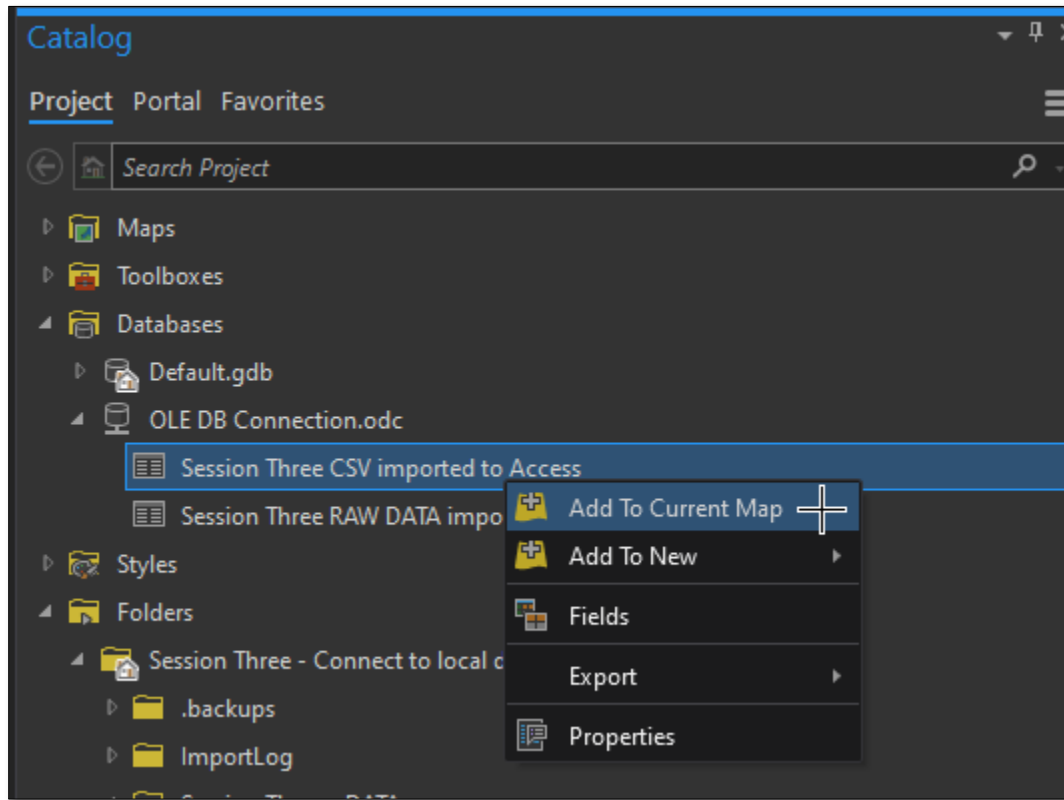 Catalog
Project Portal Favorites
Search Project
Maps
Toolboxes
Databases
Default.gdb
OLE DB Connection.odc
Session Three CSV imported to Access
Add To Current Map
Session Three RAW DATA impo
Add To New
Styles
Fields
Folders
Session Three - Connect to local
Export
.backups
Properties
ImportLog